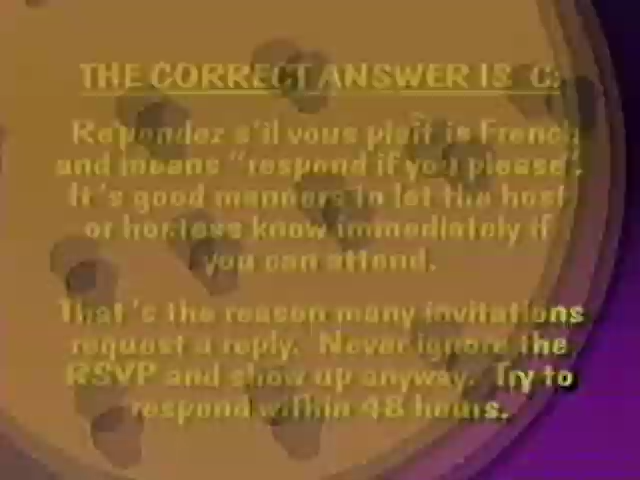 THE CORRECT ANSWER IS C:
Repondez s'il vous plait is French
and means "respond if you please".
It's good manners to let the host
or hostess know immediately if
you can attend.
That's the reason many invitations
request a reply. Never ignore the
RSVP and show up anyway. Try to
respond within 48 hours.